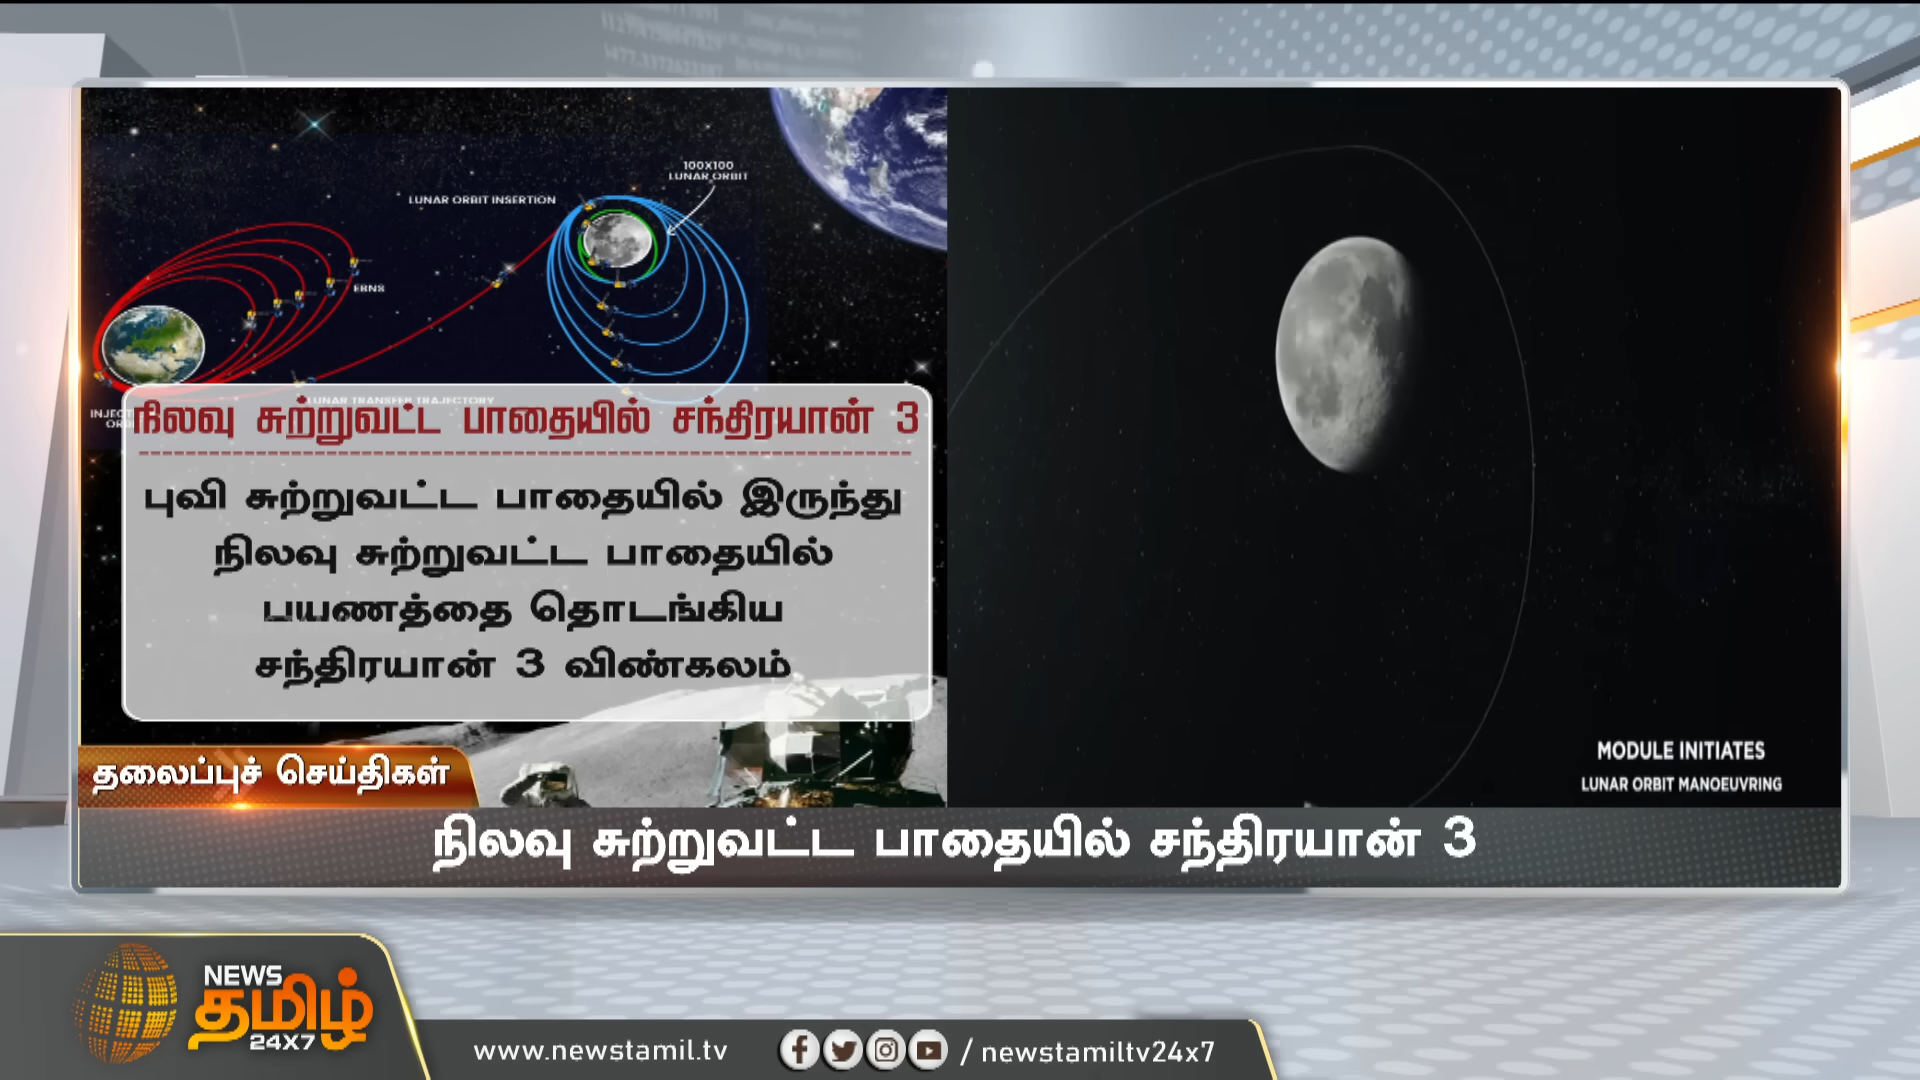 100X100
LUNAR ORBIT
LUNAR ORBIT INSERTION
EBNS
LUNAR TRANSFER TRAJECTORY
நிலவு சுற்றுவட்ட பாதையில் சந்திரயான் 3
புவி சுற்றுவட்ட பாதையில் இருந்து
நிலவு சுற்றுவட்ட பாதையில்
பயணத்தை தொடங்கிய
சந்திரயான் 3 விண்கலம்
MODULE INITIATES
LUNAR ORBIT MANOEUVRING
தலைப்புச் செய்திகள்
நிலவு சுற்றுவட்ட பாதையில் சந்திரயான் 3
NEWS
தமிழ்
24X7
www.newstamil.tv
/ newstamiltv24x7